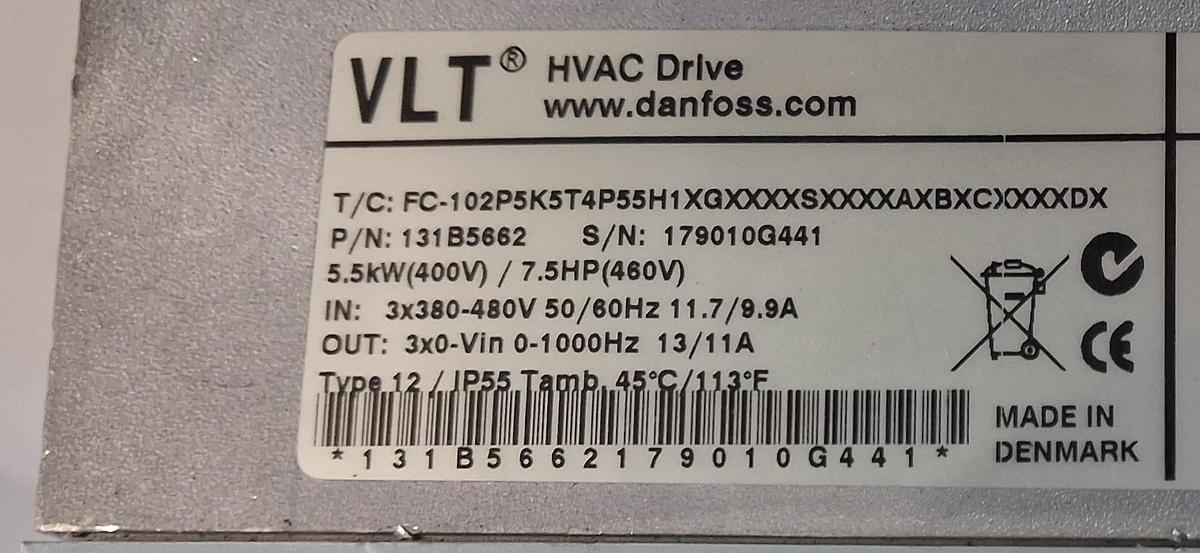 VLT® HVAC Drive
www.danfoss.com
T/C: FC-102P5K5T4P55H1XGXXXXSXXXXAXBXCXXXXDX
P/N: 131B5662 S/N: 179010G441
5.5kW(400V) / 7.5HP(460V)
IN: 3x380-480V 50/60Hz 11.7/9.9A
OUT: 3x0-Vin 0-1000Hz 13/11A
Type 12 / IP55 Tamb. 45°C/113°F
*131B5662179010G441*
CE
MADE IN
DENMARK